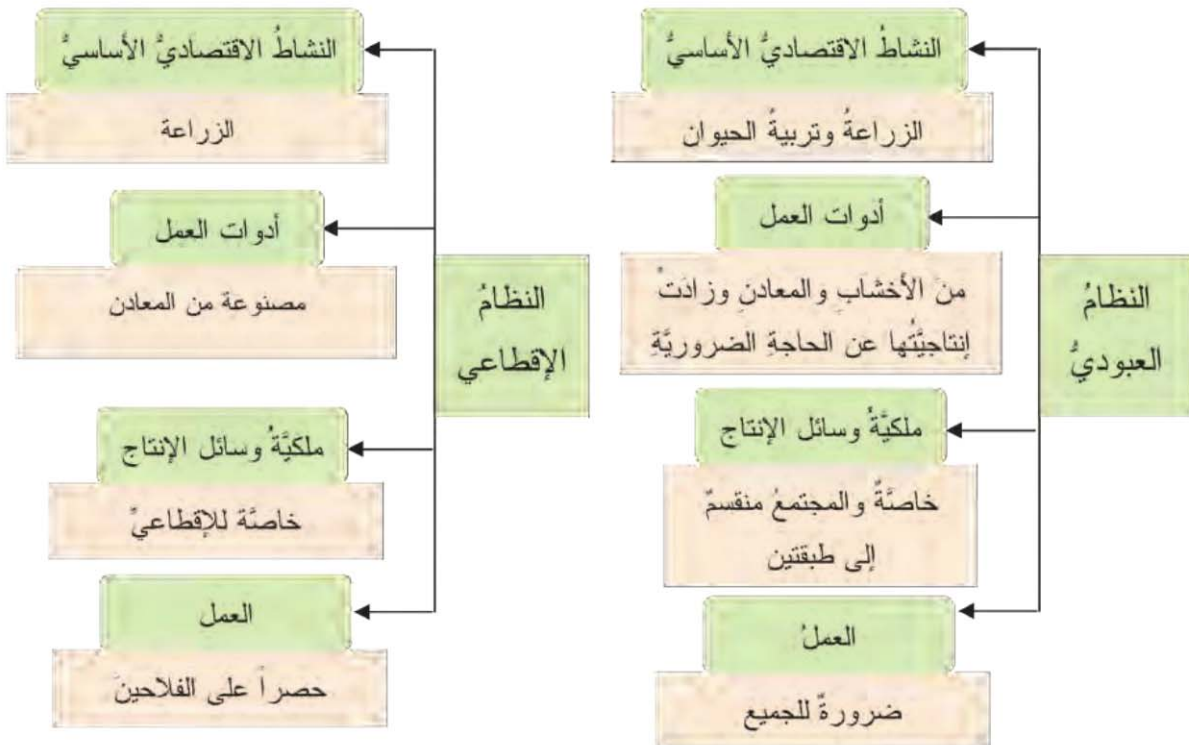 النظامُ
العبوديُّ
النشاطُ الاقتصاديُّ الأساسيُّ
الزراعةُ وتربيةُ الحيوان
أدوات العمل
منَ الأخشابِ والمعادنِ وزادتْ
إنتاجيَّتُها عن الحاجةِ الضروريَّةِ
ملكيَّةُ وسائل الإنتاج
خاصَّةٌ والمجتمعُ منقسمٌ
إلى طبقتين
العملُ
ضرورةٌ للجميع
النظامُ
الإقطاعي
النشاطُ الاقتصاديُّ الأساسيُّ
الزراعة
أدوات العمل
مصنوعة من المعادن
ملكيَّةُ وسائل الإنتاج
خاصَّة للإقطاعيِّ
العمل
حصراً على الفلاحينَ